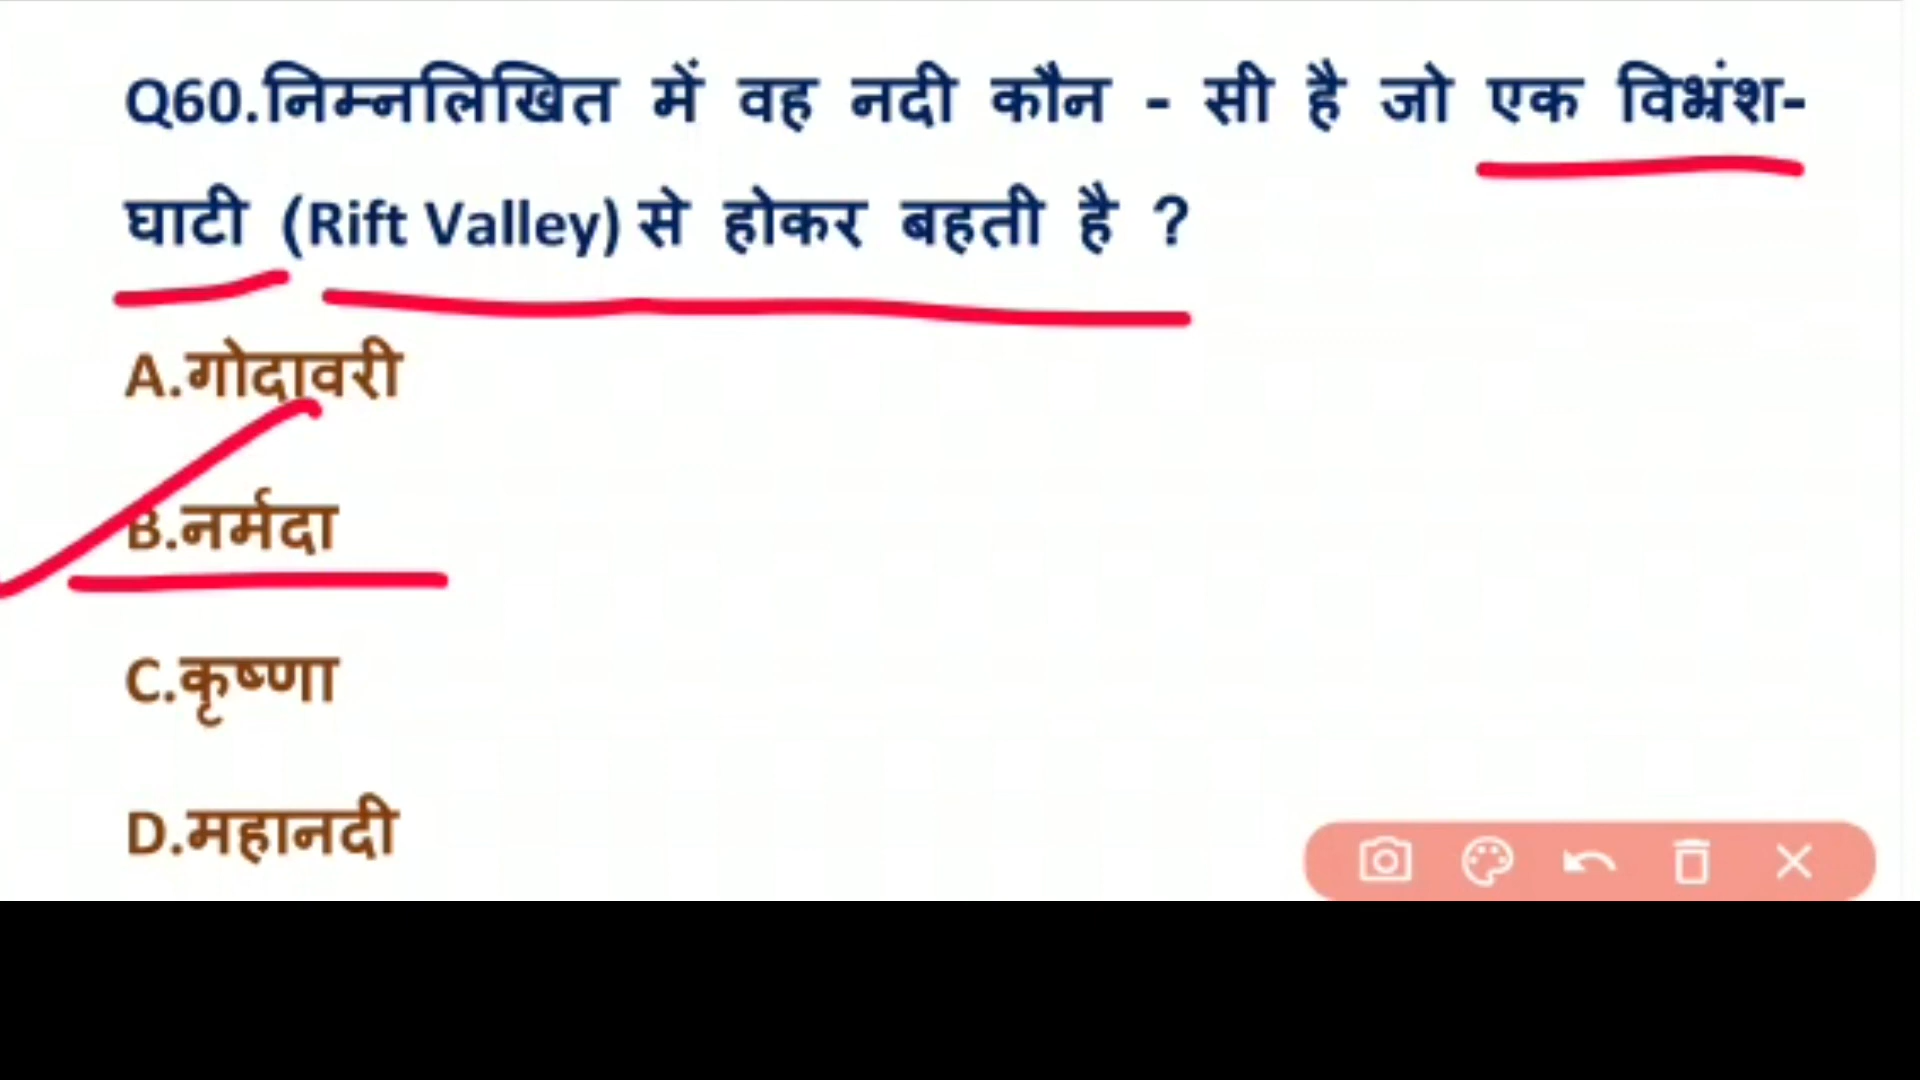 Q60.निम्नलिखित में वह नदी कौन - सी है जो एक विभ्रंश-
घाटी (Rift Valley) से होकर बहती है ?
A.गोदावरी
B.नर्मदा
C.कृष्णा
D.महानदी